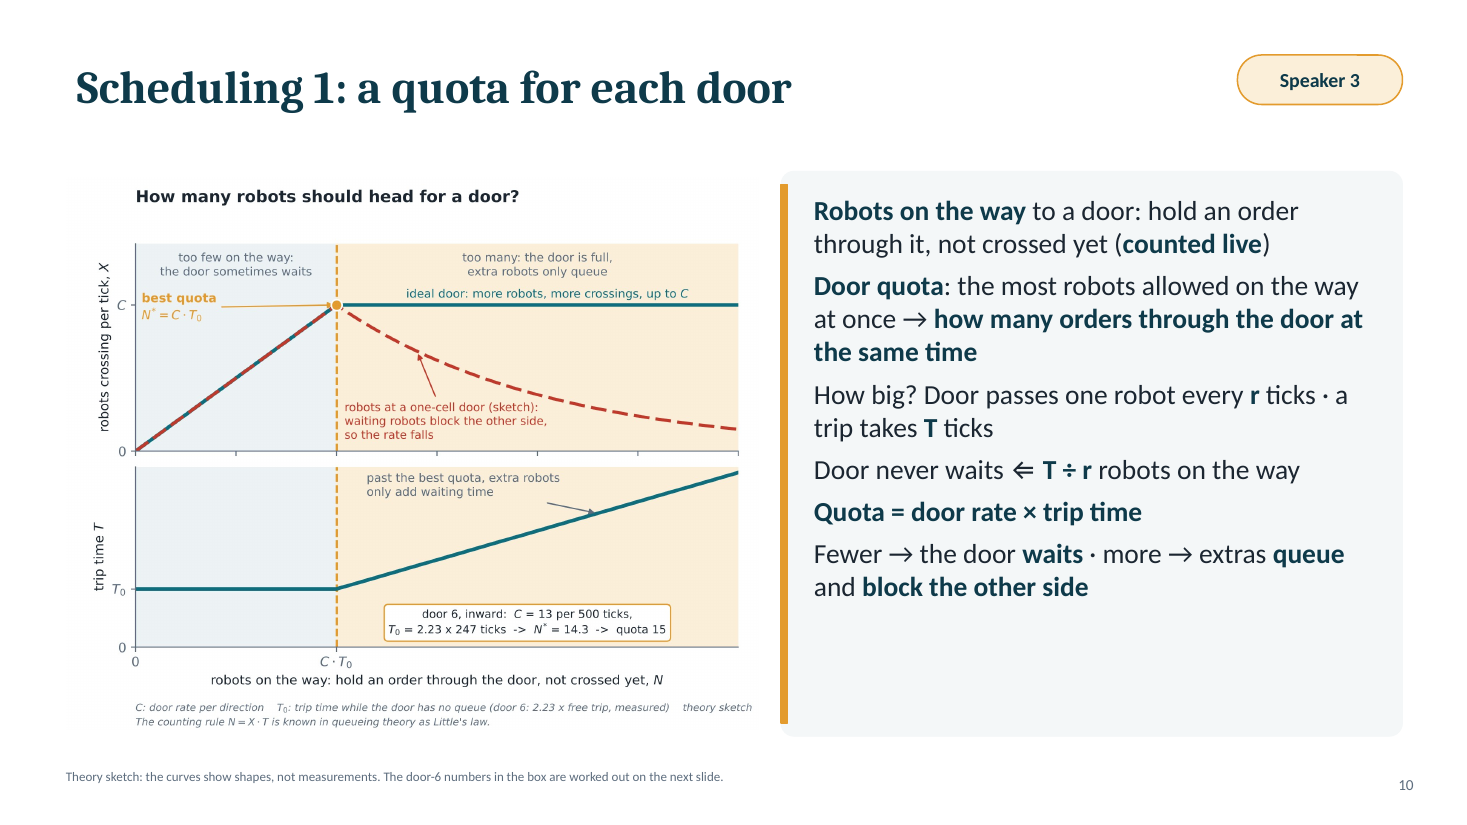 Scheduling 1: a quota for each door
Speaker 3
How many robots should head for a door?
too few on the way:
the door sometimes waits
too many: the door is full,
extra robots only queue
ideal door: more robots, more crossings, up to C
best quota
N* = C · T₀
robots crossing per tick, X
C
robots at a one-cell door (sketch):
waiting robots block the other side,
so the rate falls
0
past the best quota, extra robots
only add waiting time
trip time T
T₀
door 6, inward: C = 13 per 500 ticks,
T₀ = 2.23 x 247 ticks -> N* = 14.3 -> quota 15
0
0
C · T₀
robots on the way: hold an order through the door, not crossed yet, N
C: door rate per direction T₀: trip time while the door has no queue (door 6: 2.23 x free trip, measured) theory sketch
The counting rule N = X · T is known in queueing theory as Little's law.
Robots on the way to a door: hold an order
through it, not crossed yet (counted live)
Door quota: the most robots allowed on the way
at once → how many orders through the door at
the same time
How big? Door passes one robot every r ticks · a
trip takes T ticks
Door never waits ⇐ T ÷ r robots on the way
Quota = door rate × trip time
Fewer → the door waits · more → extras queue
and block the other side
Theory sketch: the curves show shapes, not measurements. The door-6 numbers in the box are worked out on the next slide.
10